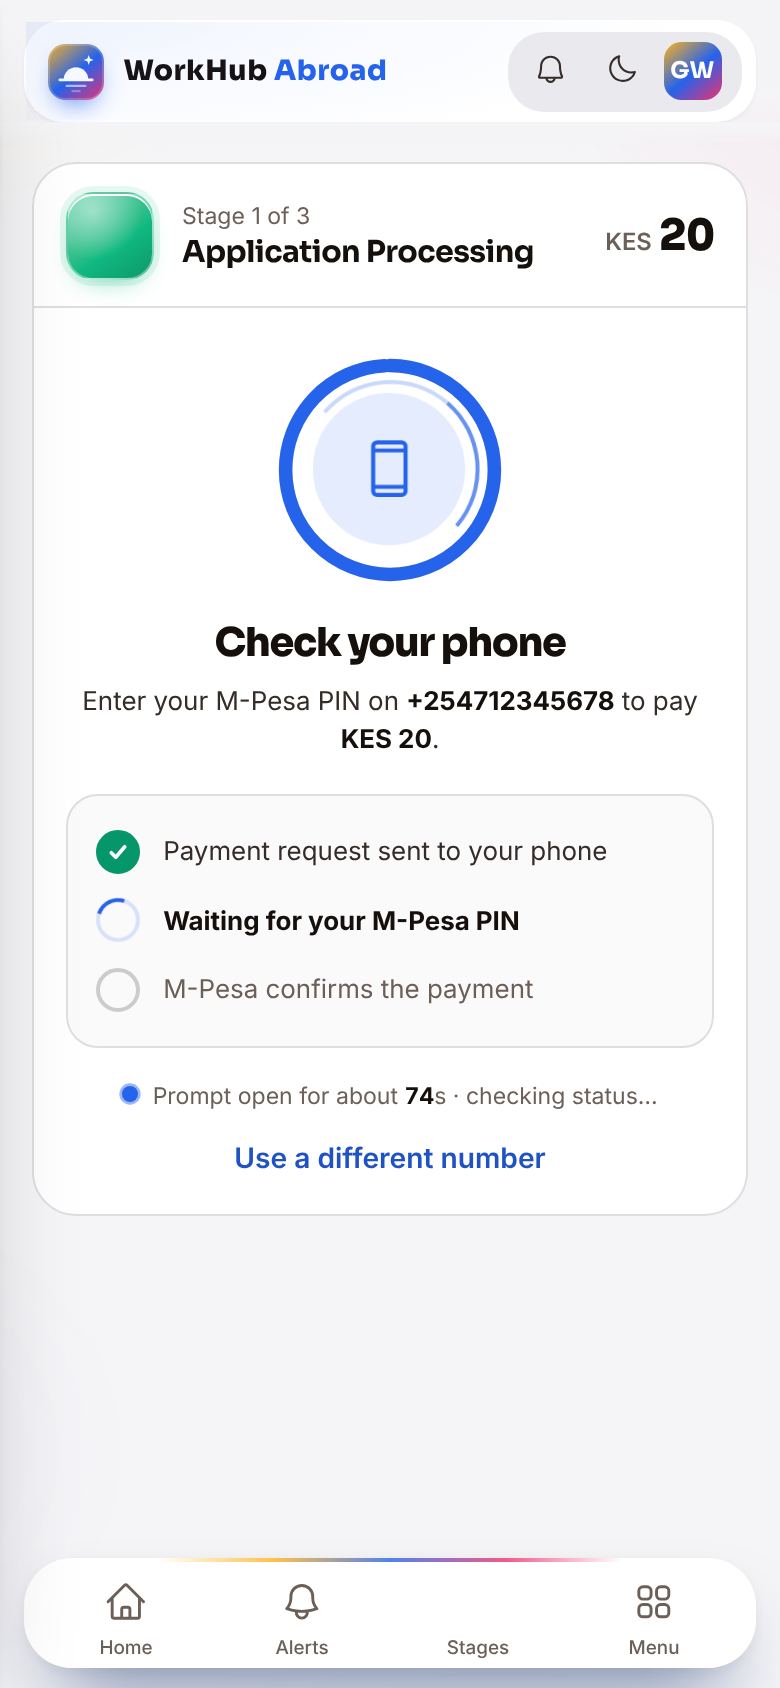 WorkHub Abroad
GW
Stage 1 of 3
Application Processing
KES 20
Check your phone
Enter your M-Pesa PIN on +254712345678 to pay
KES 20.
Payment request sent to your phone
Waiting for your M-Pesa PIN
M-Pesa confirms the payment
Prompt open for about 74s · checking status...
Use a different number
Home
Alerts
Stages
Menu